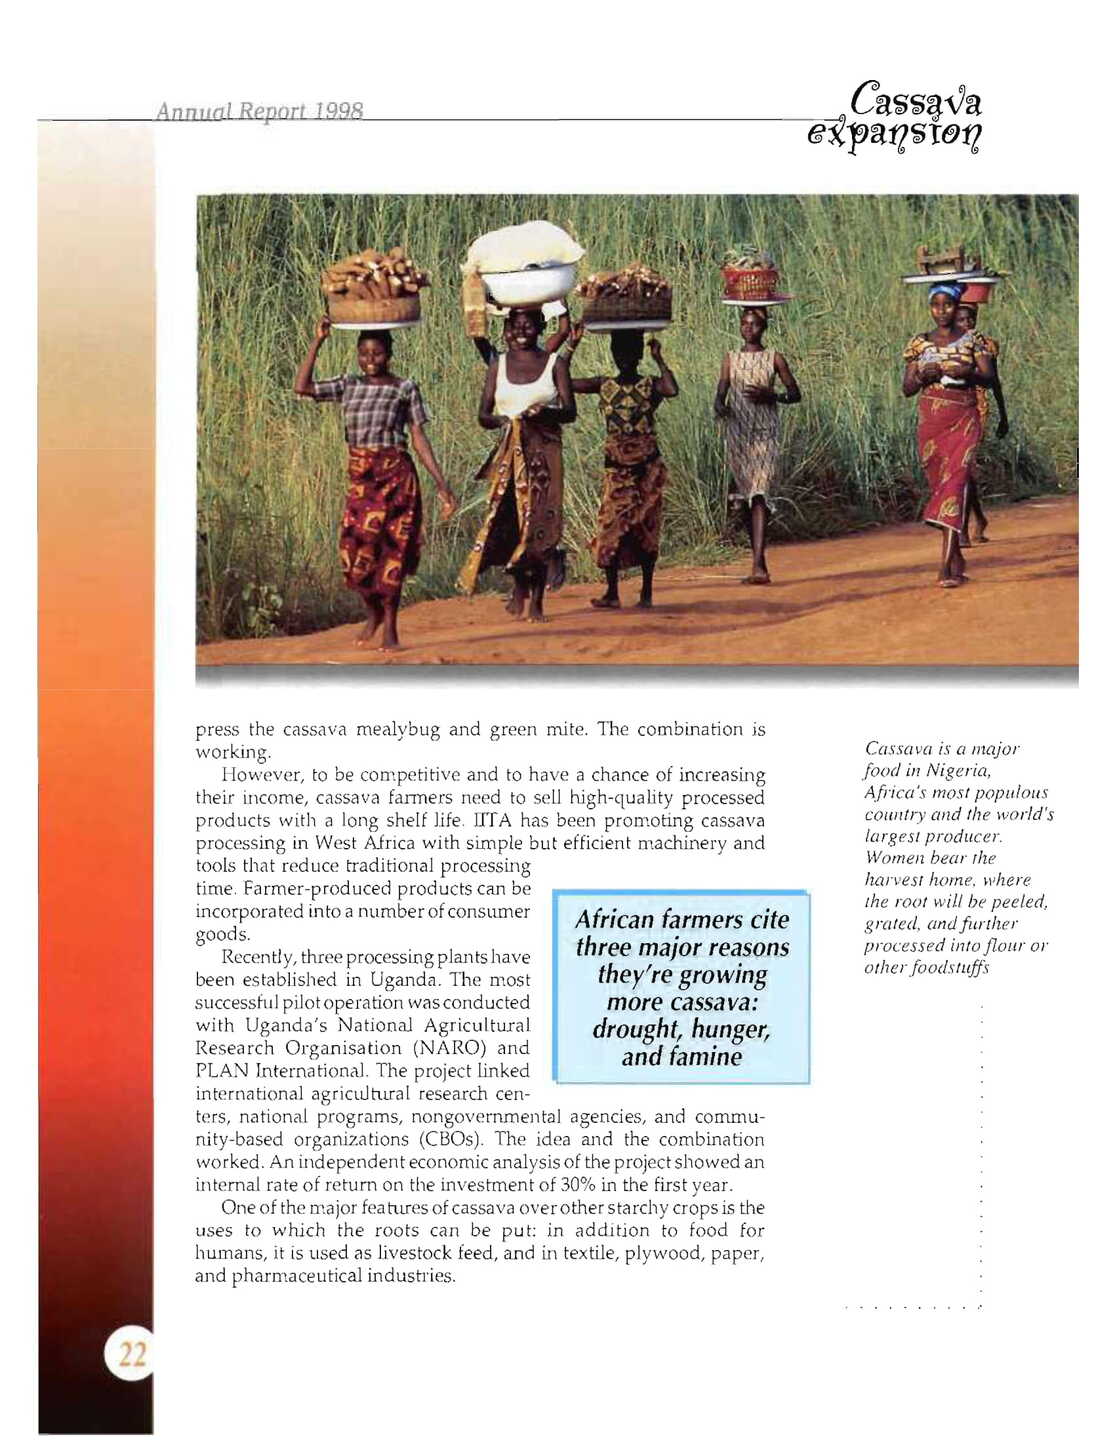 Annual Report 1998
Cassava
expansion
press the cassava mealybug and green mite. The combination is
working.
However, to be competitive and to have a chance of increasing
their income, cassava farmers need to sell high-quality processed
products with a long shelf life. IITA has been promoting cassava
processing in West Africa with simple but efficient machinery and
tools that reduce traditional processing
time. Farmer-produced products can be
incorporated into a number of consumer
goods.
Recently, three processing plants have
been established in Uganda. The most
successful pilot operation was conducted
with Uganda's National Agricultural
Research Organisation (NARO) and
PLAN International. The project linked
international agricultural research cen-
ters, national programs, nongovernmental agencies, and commu-
nity-based organizations (CBOs). The idea and the combination
worked. An independent economic analysis of the project showed an
internal rate of return on the investment of 30% in the first year.
One of the major features of cassava over other starchy crops is the
uses to which the roots can be put: in addition to food for
humans, it is used as livestock feed, and in textile, plywood, paper,
and pharmaceutical industries.
African farmers cite
three major reasons
they're growing
more cassava:
drought, hunger,
and famine
Cassava is a major
food in Nigeria,
Africa's most populous
country and the world's
largest producer.
Women bear the
harvest home, where
the root will be peeled,
grated, and further
processed into flour or
other foodstuffs
22